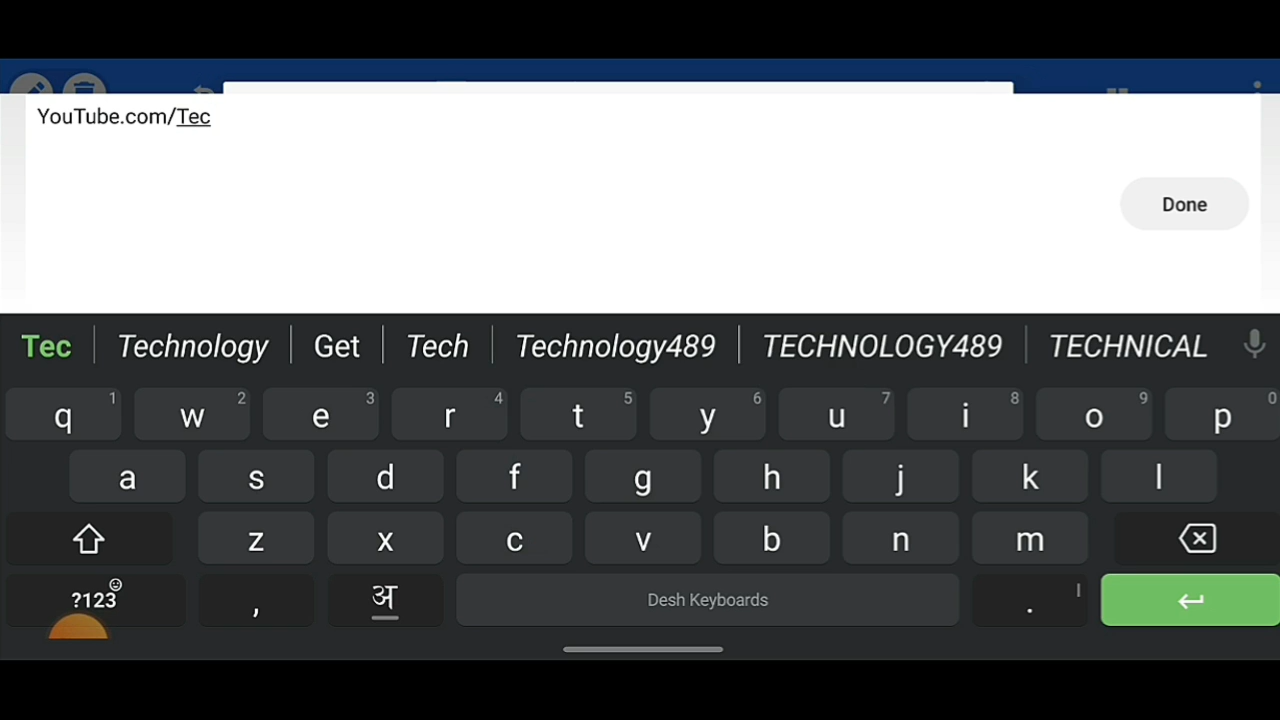 YouTube.com/Tec
Done
Tec Technology Get Tech Technology489 TECHNOLOGY489 TECHNICAL
q 1 w 2 e 3 r 4 t 5 y 6 u 7 i 8 o 9 p 0
a s d f g h j k l
z x c v b n m
?123 , अ Desh Keyboards .